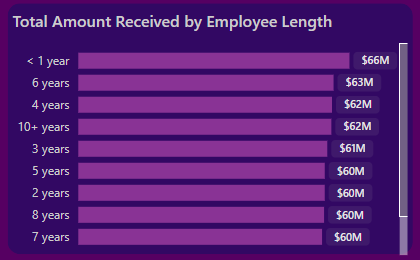 Total Amount Received by Employee Length
< 1 year $66M
6 years $63M
4 years $62M
10+ years $62M
3 years $61M
5 years $60M
2 years $60M
8 years $60M
7 years $60M